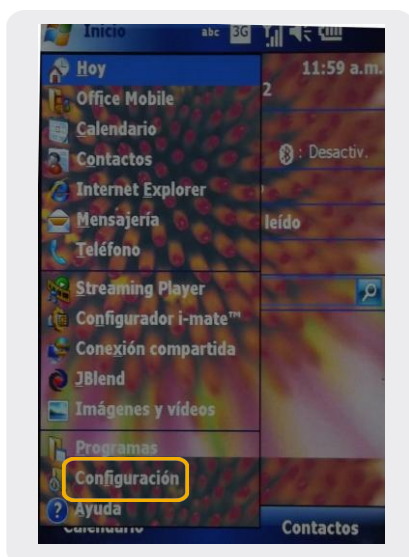 Inicio abc 3G
Hoy 11:59 a.m.
Office Mobile 2
Calendario
Contactos : Desactiv.
Internet Explorer
Mensajería leído
Teléfono
Streaming Player
Configurador i-mate™
Conexión compartida
JBlend
Imágenes y vídeos
Programas
Configuración
Ayuda
Calendario Contactos